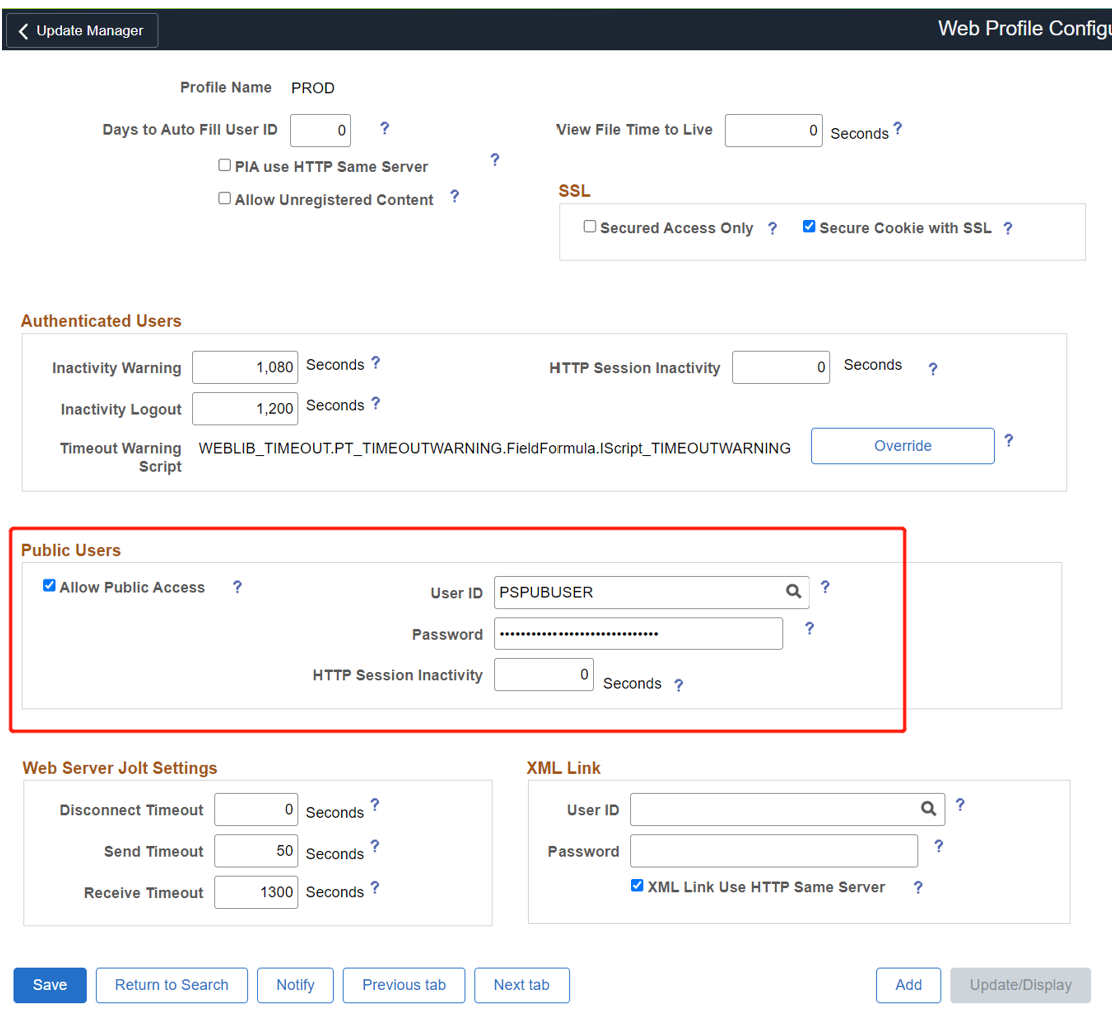 Update Manager
Web Profile Configu
Profile Name PROD
Days to Auto Fill User ID 0 ?
View File Time to Live 0 Seconds ?
PIA use HTTP Same Server ?
Allow Unregistered Content ?
SSL
Secured Access Only ? Secure Cookie with SSL ?
Authenticated Users
Inactivity Warning 1,080 Seconds ?
HTTP Session Inactivity 0 Seconds ?
Inactivity Logout 1,200 Seconds ?
Timeout Warning
Script
WEBLIB_TIMEOUT.PT_TIMEOUTWARNING.FieldFormula.IScript_TIMEOUTWARNING
Override ?
Public Users
Allow Public Access ?
User ID PSPUBUSER ?
Password •••••••••••••••••••••••••••••• ?
HTTP Session Inactivity 0 Seconds ?
Web Server Jolt Settings
Disconnect Timeout 0 Seconds ?
Send Timeout 50 Seconds ?
Receive Timeout 1300 Seconds ?
XML Link
User ID ?
Password ?
XML Link Use HTTP Same Server ?
Save Return to Search Notify Previous tab Next tab Add Update/Display